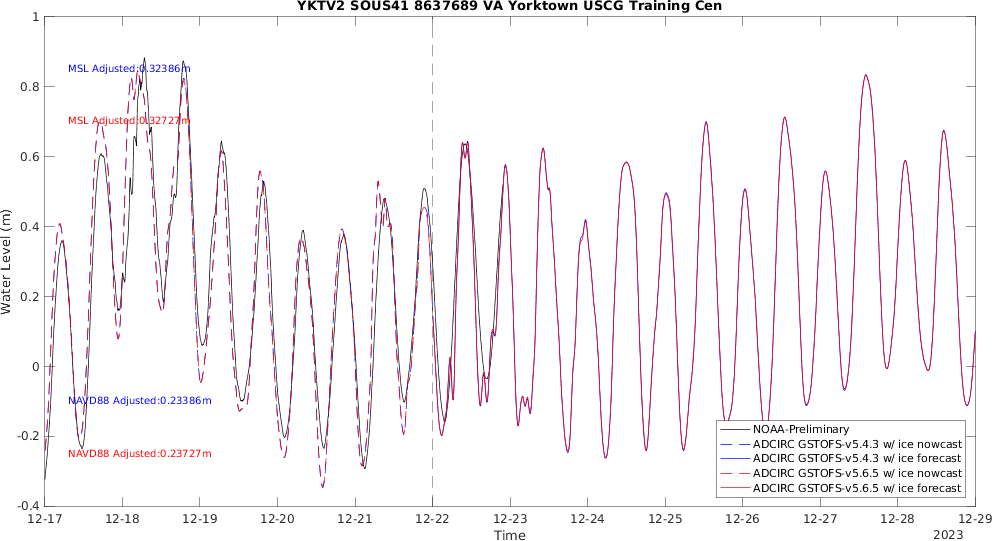 YKTV2 SOUS41 8637689 VA Yorktown USCG Training Cen
1
0.8
0.6
0.4
0.2
0
-0.2
-0.4
Water Level (m)
MSL Adjusted:0.32386m
MSL Adjusted:0.32727m
NAVD88 Adjusted:0.23386m
NAVD88 Adjusted:0.23727m
NOAA-Preliminary
ADCIRC GSTOFS-v5.4.3 w/ ice nowcast
ADCIRC GSTOFS-v5.4.3 w/ ice forecast
ADCIRC GSTOFS-v5.6.5 w/ ice nowcast
ADCIRC GSTOFS-v5.6.5 w/ ice forecast
12-17 12-18 12-19 12-20 12-21 12-22 12-23 12-24 12-25 12-26 12-27 12-28 12-29
Time
2023